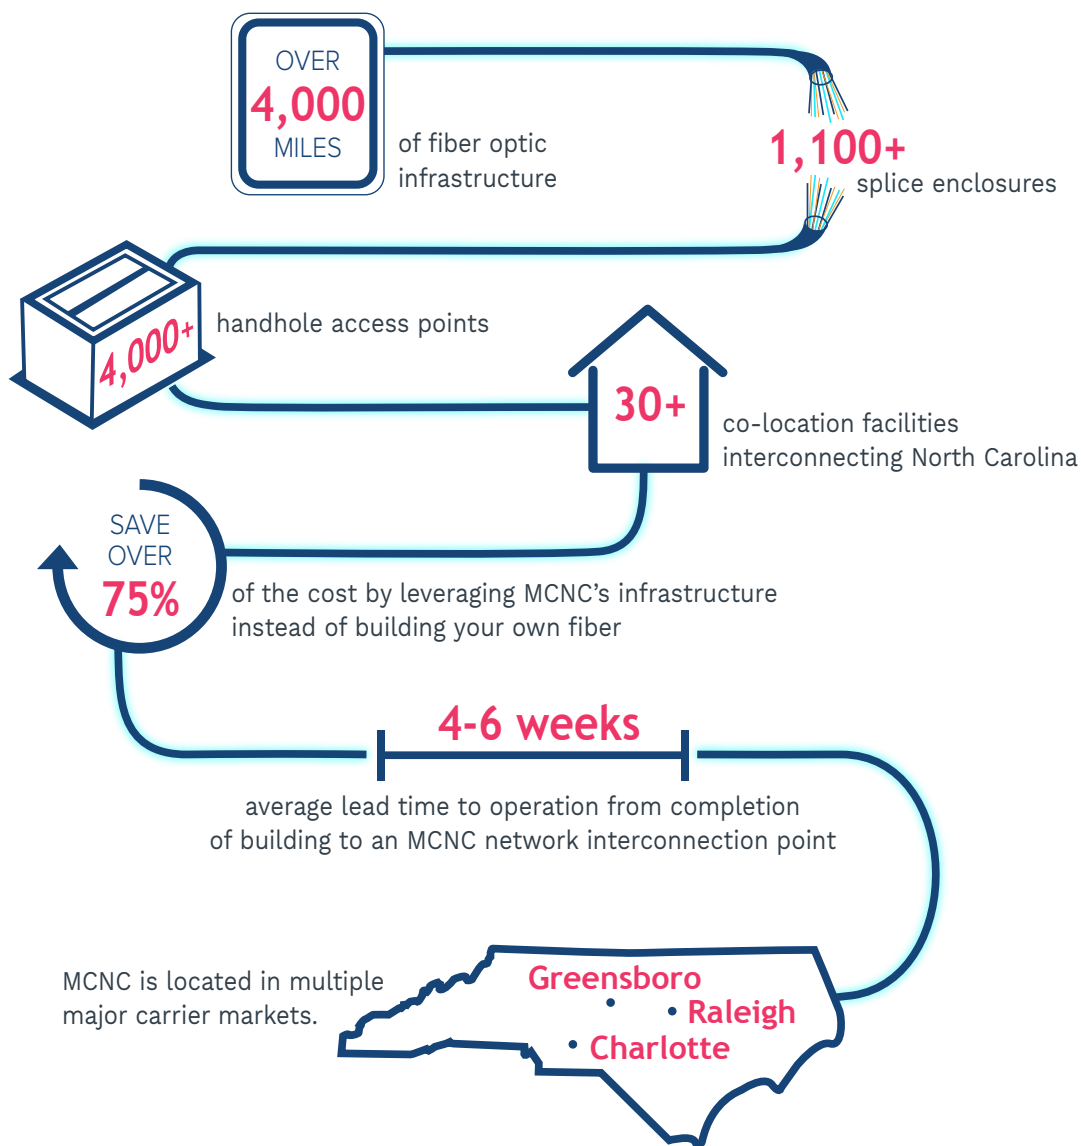 OVER
4,000
MILES
of fiber optic
infrastructure
1,100+
splice enclosures
4,000+
handhole access points
30+
co-location facilities
interconnecting North Carolina
SAVE
OVER
75%
of the cost by leveraging MCNC's infrastructure
instead of building your own fiber
4-6 weeks
average lead time to operation from completion
of building to an MCNC network interconnection point
MCNC is located in multiple
major carrier markets.
Greensboro
Raleigh
Charlotte